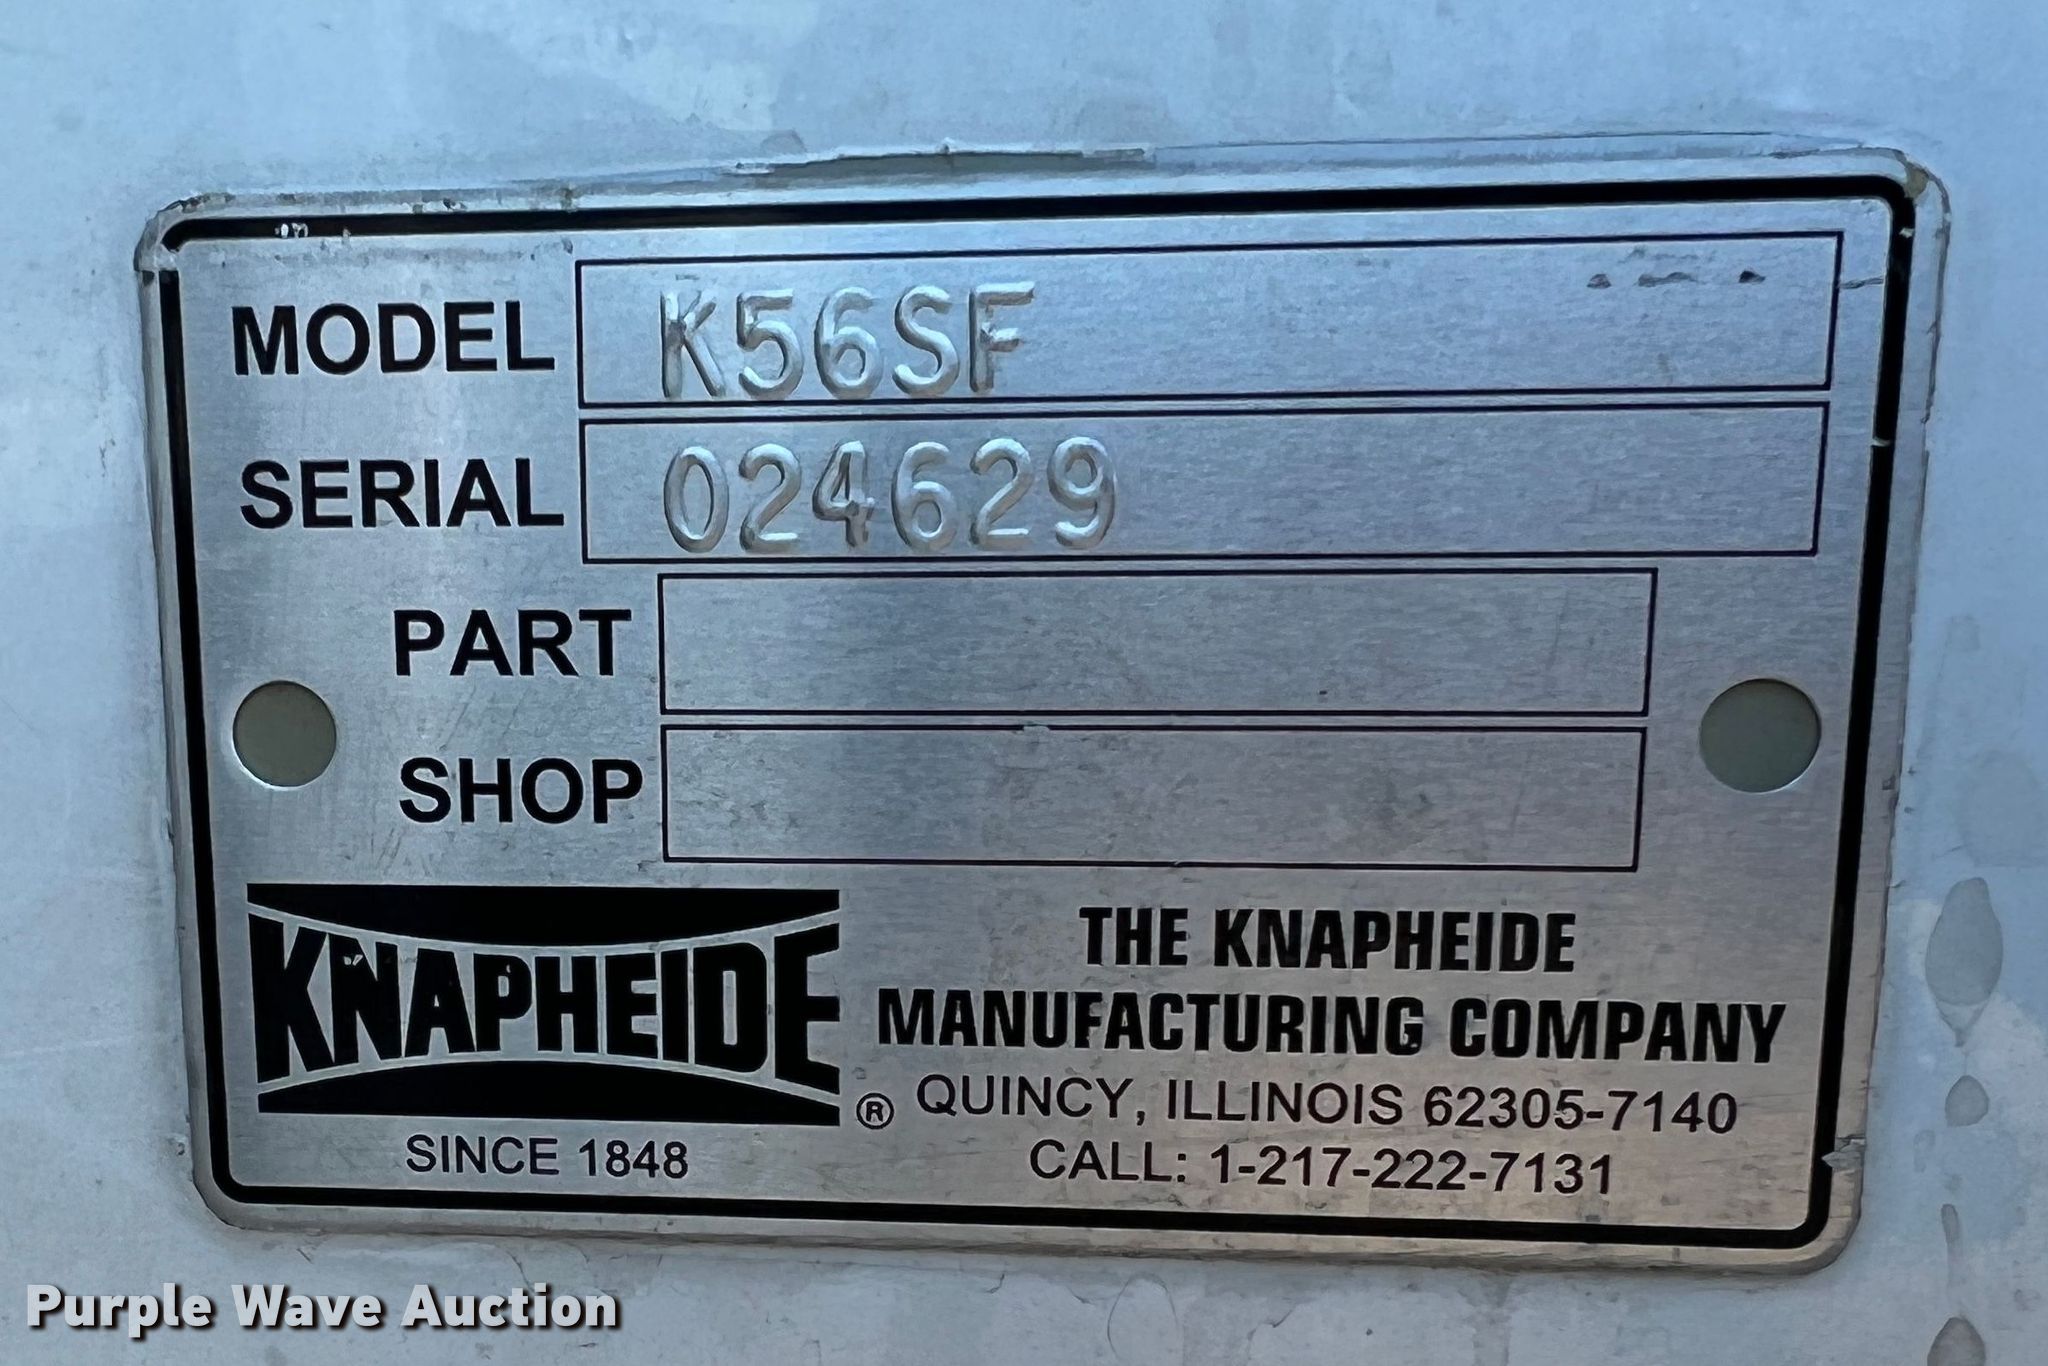 MODEL K56SF
SERIAL 024629
PART
SHOP
KNAPHEIDE ®
SINCE 1848
THE KNAPHEIDE
MANUFACTURING COMPANY
QUINCY, ILLINOIS 62305-7140
CALL: 1-217-222-7131
Purple Wave Auction